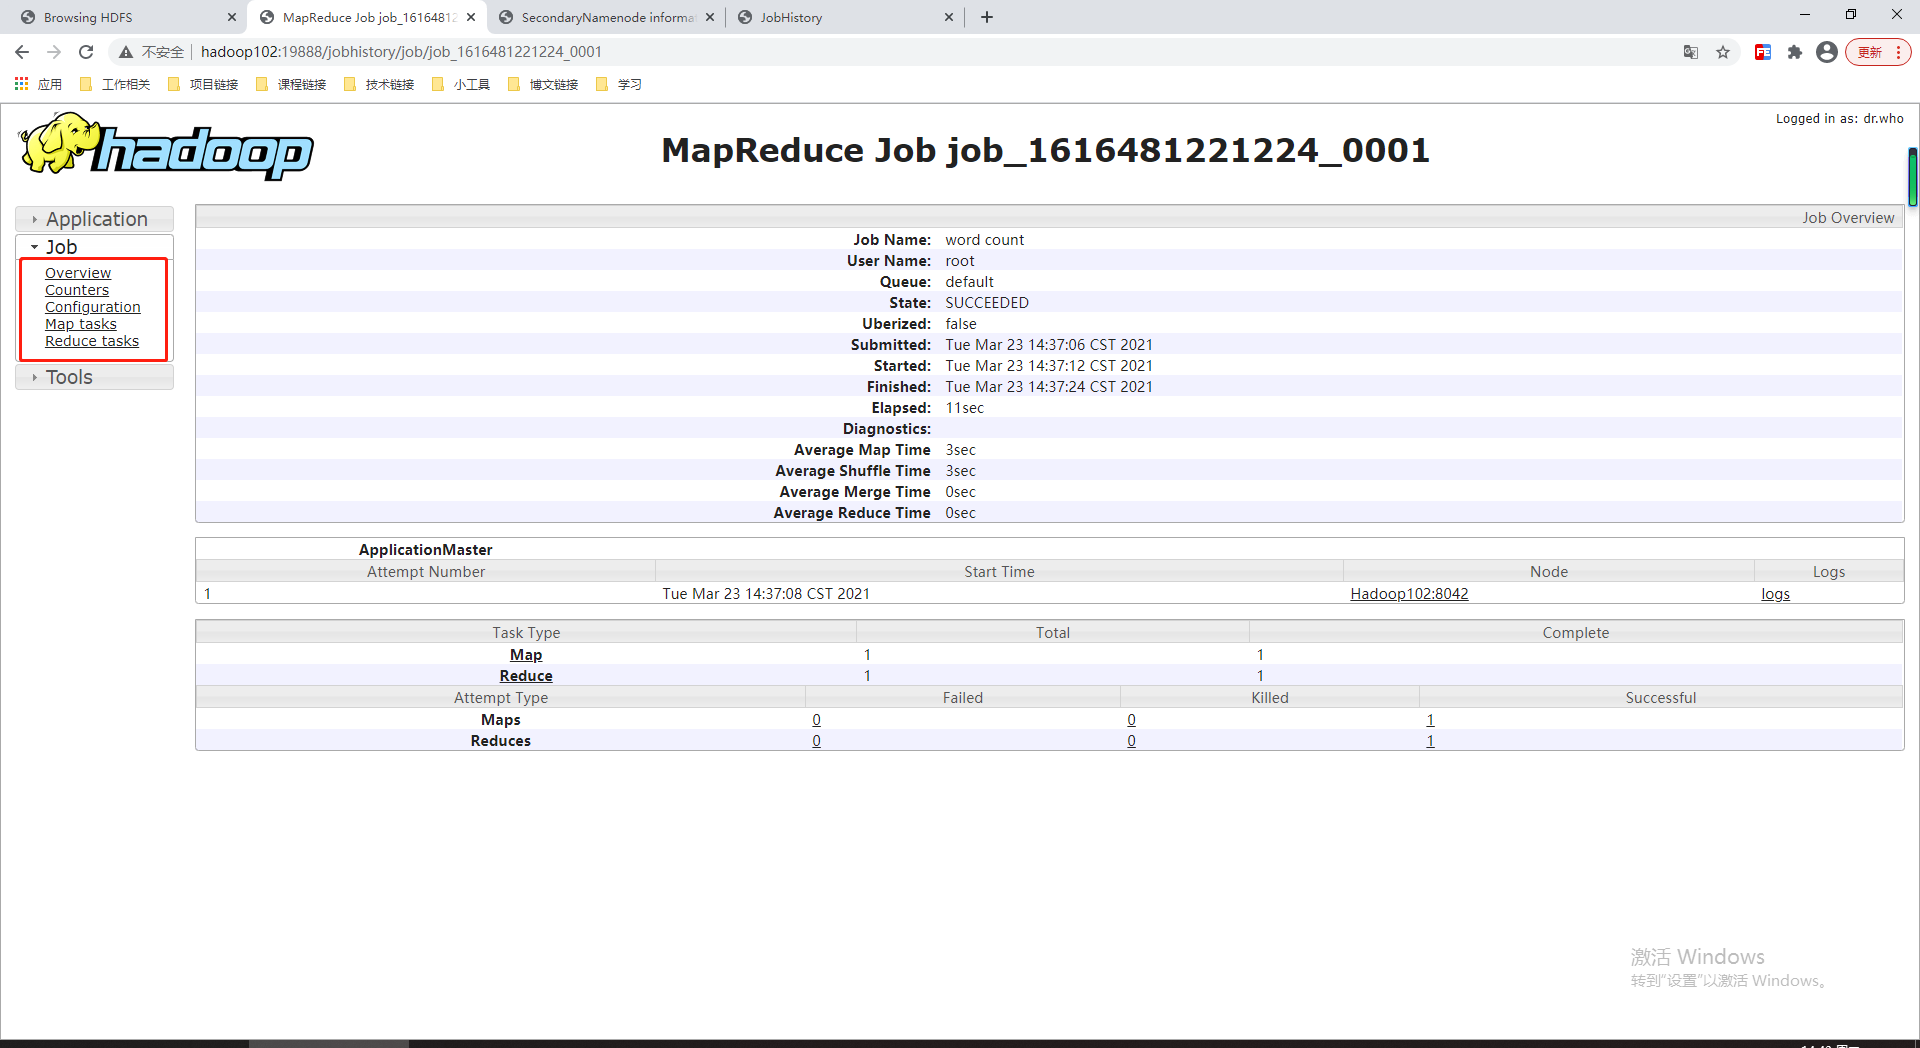 Browsing HDFS
MapReduce Job job_16164812
SecondaryNamenode informa
JobHistory
不安全 hadoop102:19888/jobhistory/job/job_1616481221224_0001
更新
应用 工作相关 项目链接 课程链接 技术链接 小工具 博文链接 学习
hadoop
MapReduce Job job_1616481221224_0001
Logged in as: dr.who
Application
Job
Overview
Counters
Configuration
Map tasks
Reduce tasks
Tools
Job Overview
Job Name: word count
User Name: root
Queue: default
State: SUCCEEDED
Uberized: false
Submitted: Tue Mar 23 14:37:06 CST 2021
Started: Tue Mar 23 14:37:12 CST 2021
Finished: Tue Mar 23 14:37:24 CST 2021
Elapsed: 11sec
Diagnostics:
Average Map Time 3sec
Average Shuffle Time 3sec
Average Merge Time 0sec
Average Reduce Time 0sec
ApplicationMaster
Attempt Number Start Time Node Logs
1 Tue Mar 23 14:37:08 CST 2021 Hadoop102:8042 logs
Task Type Total Complete
Map 1 1
Reduce 1 1
Attempt Type Failed Killed Successful
Maps 0 0 1
Reduces 0 0 1
激活 Windows
转到"设置"以激活 Windows。